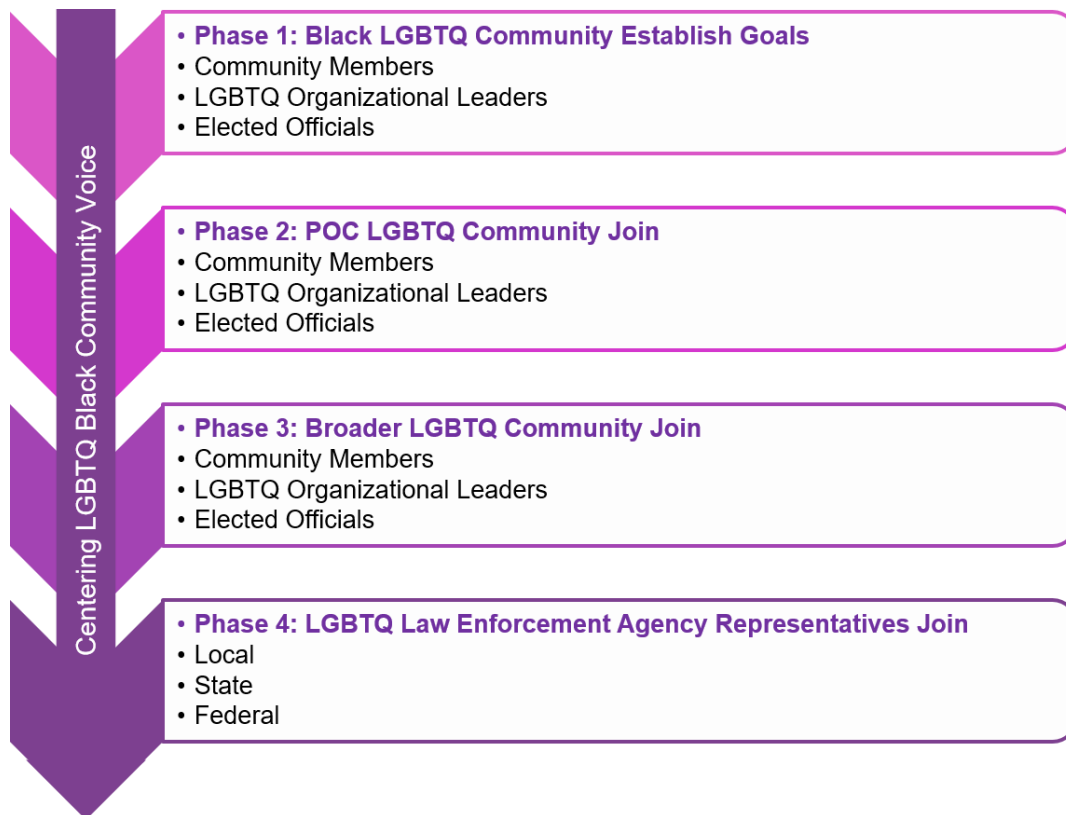 Centering LGBTQ Black Community Voice
• Phase 1: Black LGBTQ Community Establish Goals
• Community Members
• LGBTQ Organizational Leaders
• Elected Officials
• Phase 2: POC LGBTQ Community Join
• Community Members
• LGBTQ Organizational Leaders
• Elected Officials
• Phase 3: Broader LGBTQ Community Join
• Community Members
• LGBTQ Organizational Leaders
• Elected Officials
• Phase 4: LGBTQ Law Enforcement Agency Representatives Join
• Local
• State
• Federal